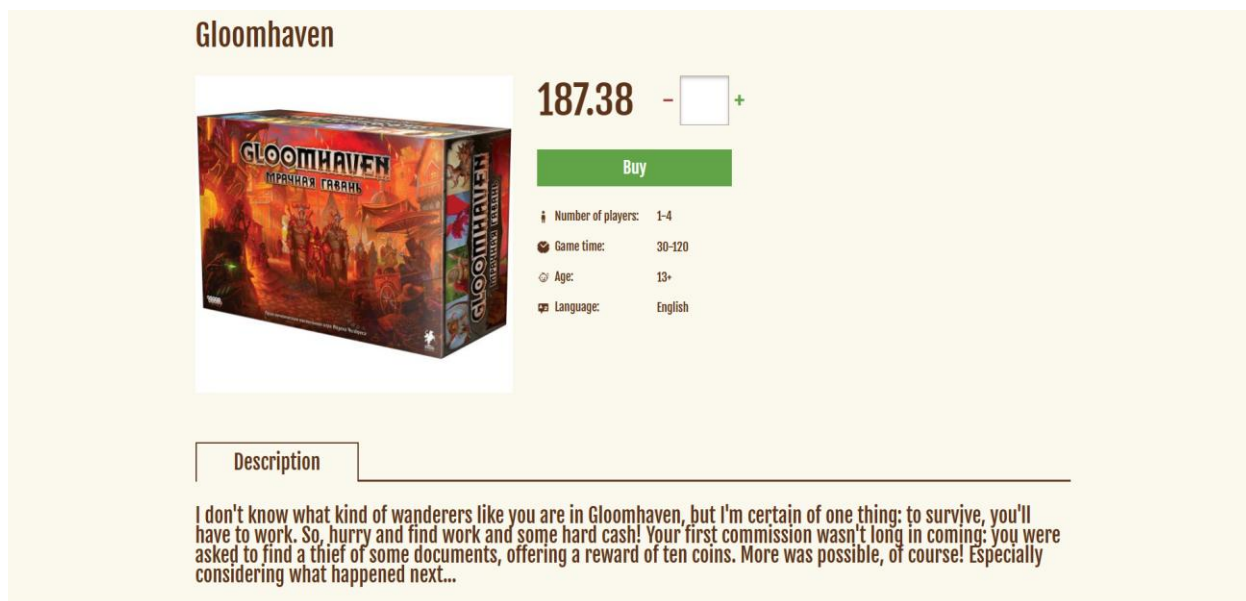 Gloomhaven
187.38 - +
GLOOMHAVEN
МРАЧНАЯ ГАВАНЬ
GLOOMHAVEN
МРАЧНАЯ ГАВАНЬ
Buy
Number of players: 1-4
Game time: 30-120
Age: 13+
Language: English
Description
I don't know what kind of wanderers like you are in Gloomhaven, but I'm certain of one thing: to survive, you'll
have to work. So, hurry and find work and some hard cash! Your first commission wasn't long in coming: you were
asked to find a thief of some documents, offering a reward of ten coins. More was possible, of course! Especially
considering what happened next...